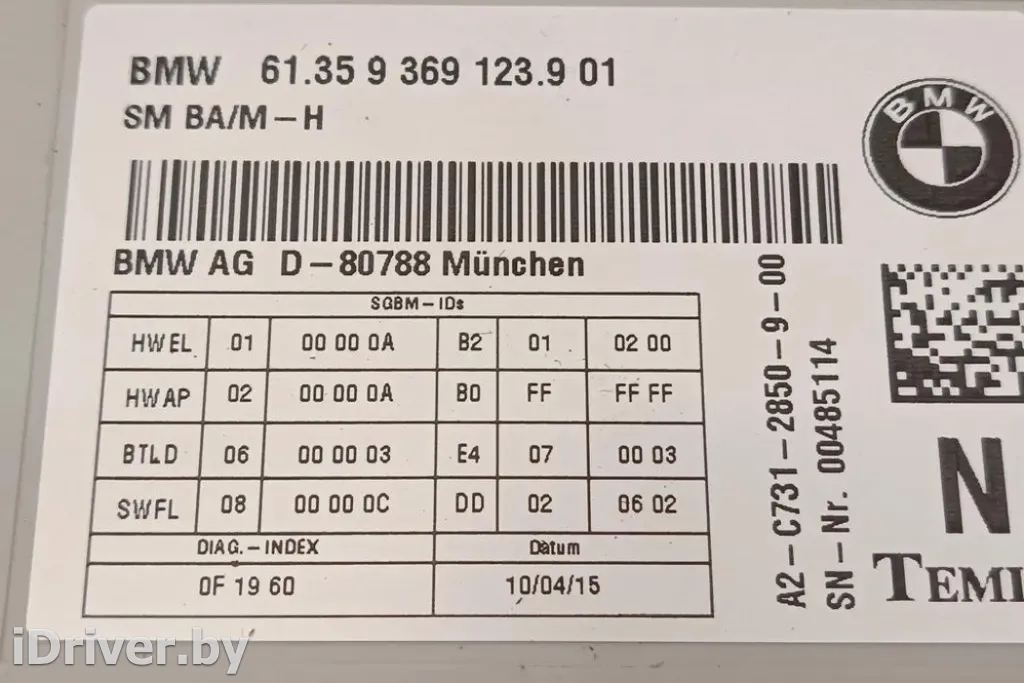 BMW 61.35 9 369 123.9 01
SM BA/M-H
BMW
BMW AG D-80788 München
SGBM-IDs
HWEL 01 00 00 0A B2 01 02 00
HWAP 02 00 00 0A B0 FF FF FF
BTLD 06 00 00 03 E4 07 00 03
SWFL 08 00 00 0C DD 02 06 02
DIAG.-INDEX Datum
0F 19 60 10/04/15
A2-C731-2850-9-00
SN-Nr. 00485114
N
TEMI
iDriver.by